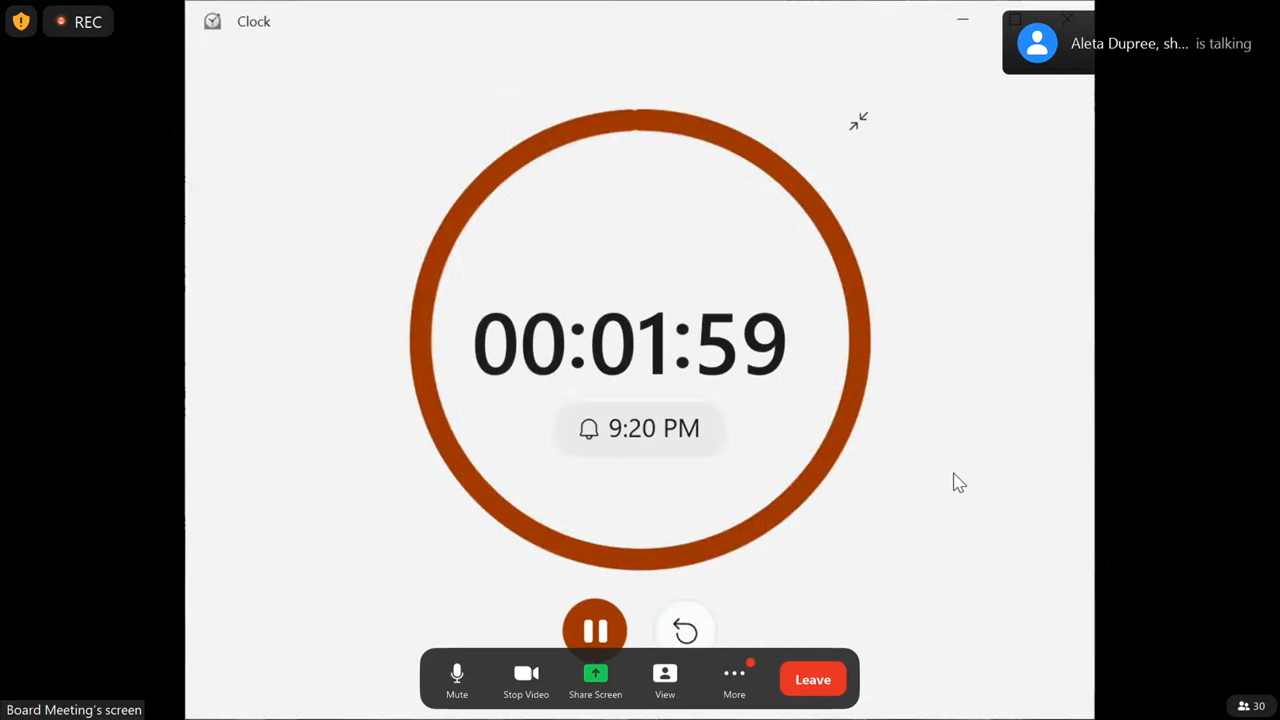 REC
Clock
Aleta Dupree, sh... is talking
00:01:59
9:20 PM
Mute
Stop Video
Share Screen
View
More
Leave
Board Meeting's screen
30